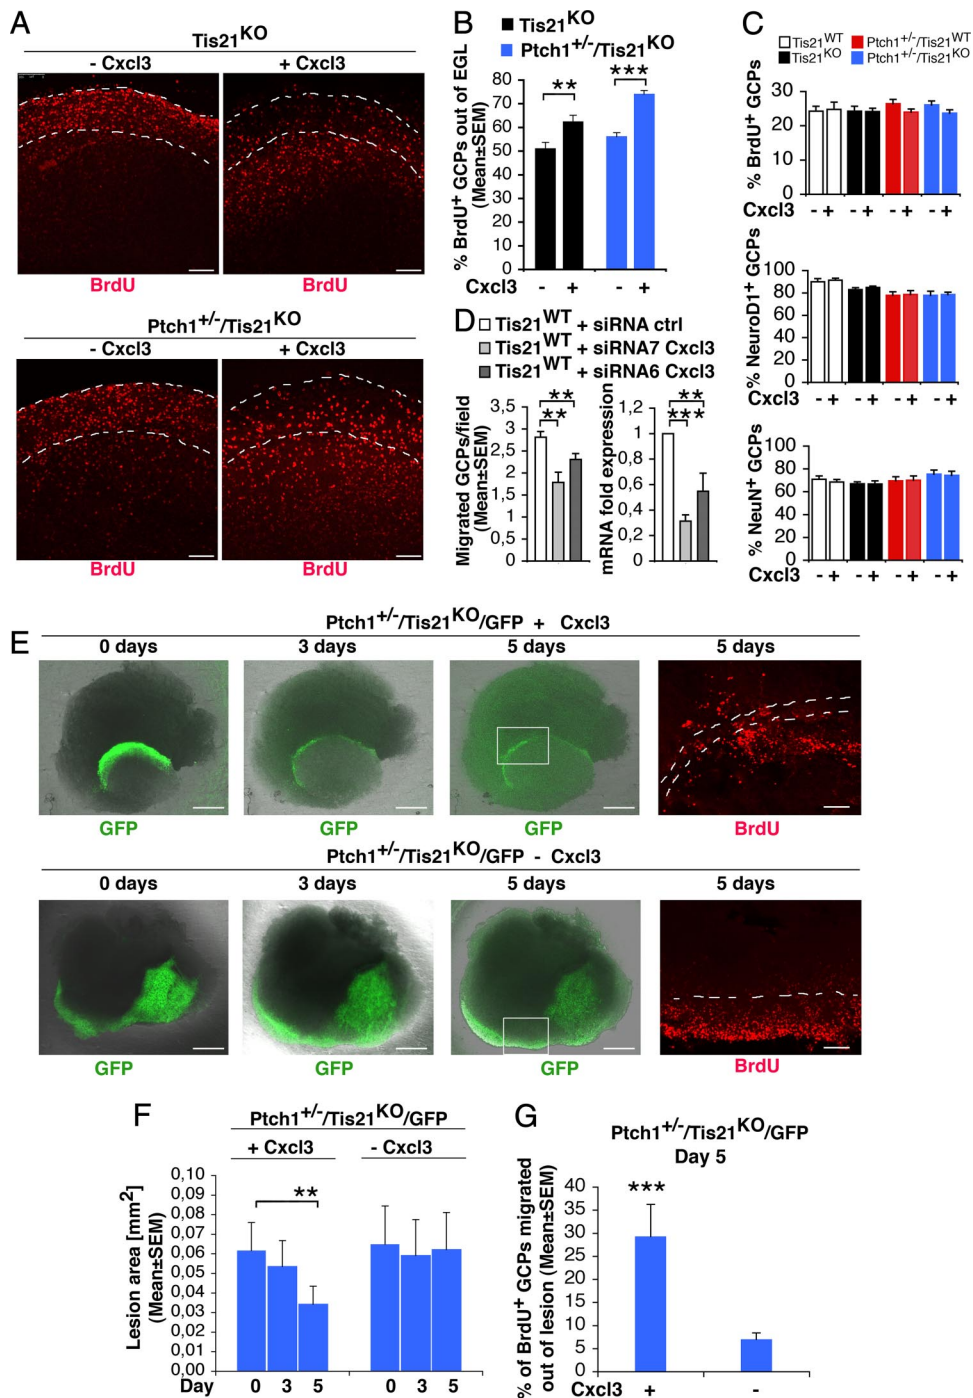 A
Tis21KO
- Cxcl3
+ Cxcl3
BrdU
BrdU
Ptch1+/-/Tis21KO
- Cxcl3
+ Cxcl3
BrdU
BrdU
B
Tis21KO
Ptch1+/-/Tis21KO
% BrdU+ GCPs out of EGL
(Mean±SEM)
80
70
60
50
40
30
20
10
0
**
***
Cxcl3 - + - +
C
Tis21WT Ptch1+/-/Tis21WT
Tis21KO Ptch1+/-/Tis21KO
% BrdU+ GCPs
30
20
10
0
Cxcl3 - + - + - + - +
% NeuroD1+ GCPs
100
80
60
40
20
0
Cxcl3 - + - + - + - +
% NeuN+ GCPs
100
80
60
40
20
0
Cxcl3 - + - + - + - +
D
Tis21WT + siRNA ctrl
Tis21WT + siRNA7 Cxcl3
Tis21WT + siRNA6 Cxcl3
Migrated GCPs/field
(Mean±SEM)
3,5
3
2,5
2
1,5
1
0,5
0
**
**
mRNA fold expression
1,2
1
0,8
0,6
0,4
0,2
0
**
***
E
Ptch1+/-/Tis21KO/GFP + Cxcl3
0 days 3 days 5 days 5 days
GFP GFP GFP BrdU
Ptch1+/-/Tis21KO/GFP - Cxcl3
0 days 3 days 5 days 5 days
GFP GFP GFP BrdU
F
Ptch1+/-/Tis21KO/GFP
+ Cxcl3 - Cxcl3
Lesion area [mm2]
(Mean±SEM)
0,10
0,09
0,08
0,07
0,06
0,05
0,04
0,03
0,02
0,01
0,00
**
Day 0 3 5 0 3 5
G
Ptch1+/-/Tis21KO/GFP
Day 5
% of BrdU+ GCPs migrated
out of lesion (Mean±SEM)
40
35
30
25
20
15
10
5
0
***
Cxcl3 + -